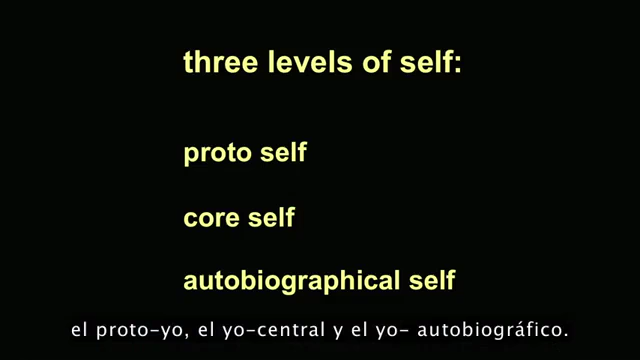 three levels of self:
proto self
core self
autobiographical self
el proto-yo, el yo-central y el yo- autobiográfico.